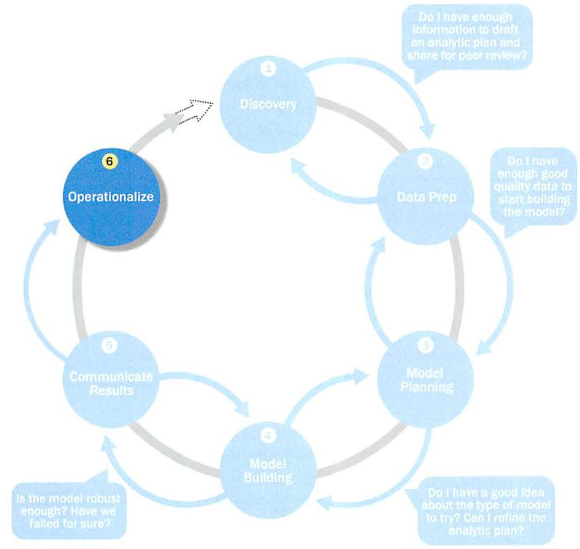 Do I have enough
information to draft
an analytic plan and
share for peer review?
1
Discovery
6
Operationalize
2
Data Prep
Do I have
enough good
quality data to
start building
the model?
5
Communicate
Results
3
Model
Planning
4
Model
Building
Is the model robust
enough? Have we
failed for sure?
Do I have a good idea
about the type of model
to try? Can I refine the
analytic plan?